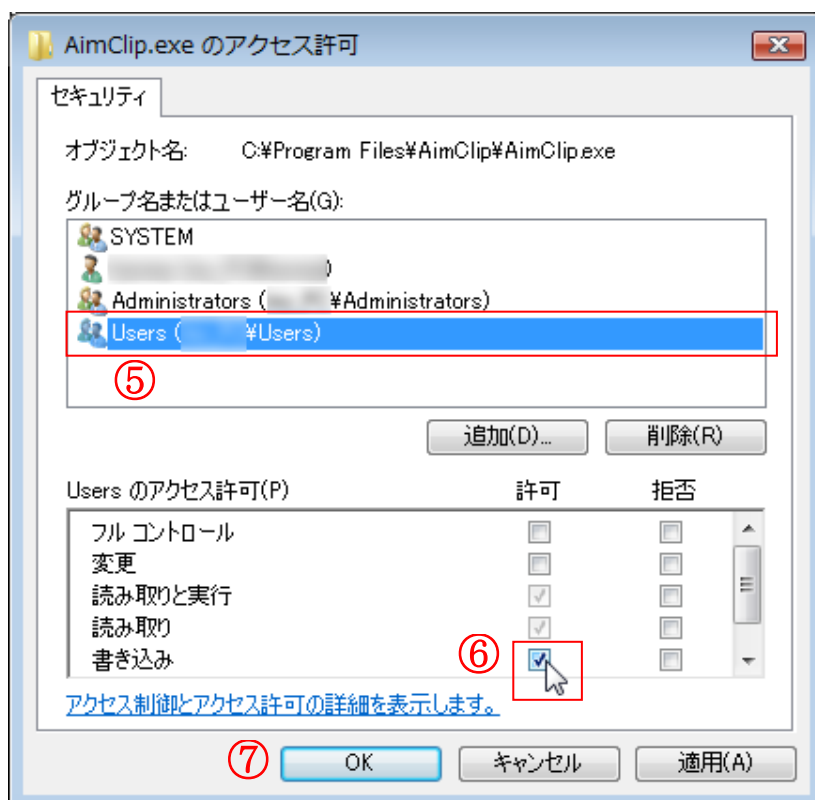 AimClip.exe のアクセス許可
セキュリティ
オブジェクト名: C:¥Program Files¥AimClip¥AimClip.exe
グループ名またはユーザー名(G):
SYSTEM
)
Administrators ( ¥Administrators)
Users ( ¥Users)
⑤
追加(D)... 削除(R)
Users のアクセス許可(P) 許可 拒否
フル コントロール
変更
読み取りと実行
読み取り
書き込み
⑥
アクセス制御とアクセス許可の詳細を表示します。
⑦ OK キャンセル 適用(A)